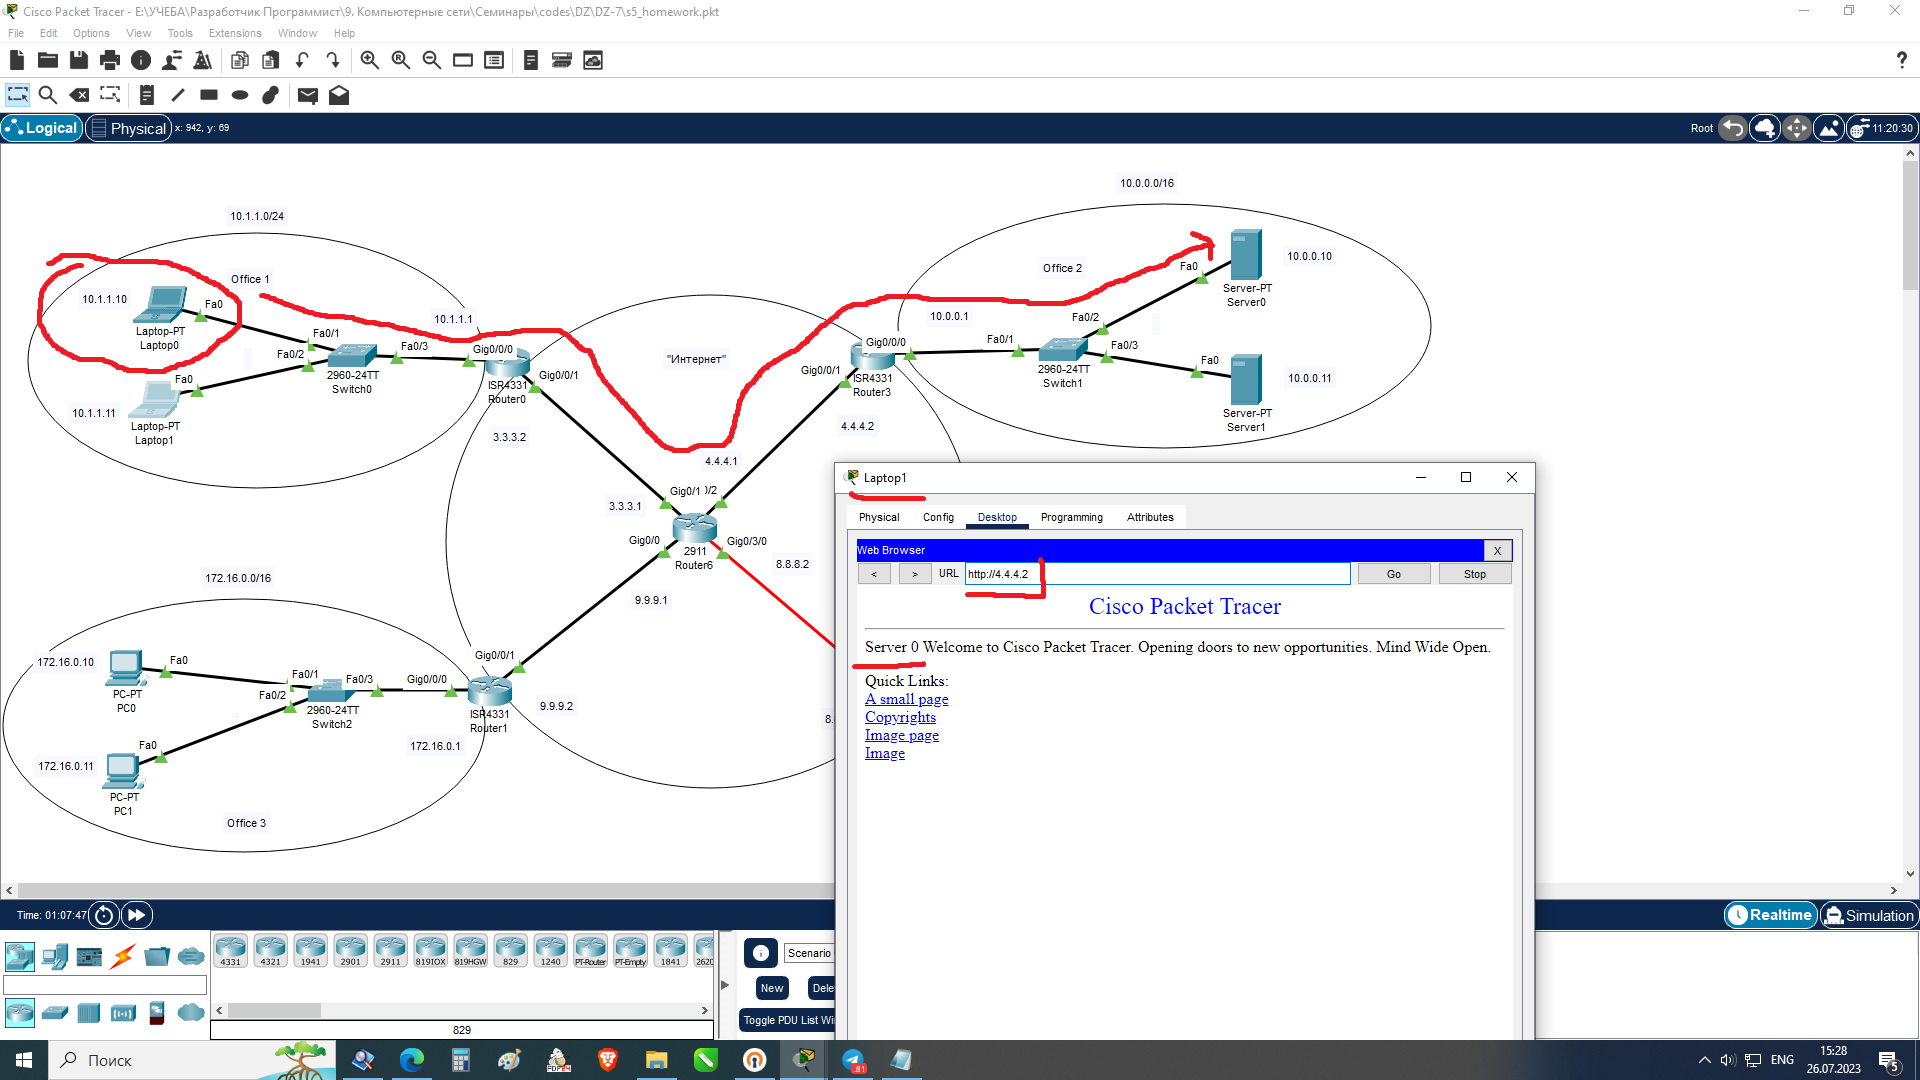 Cisco Packet Tracer - E:\УЧЕБА\Разработчик Программист\9. Компьютерные сети\Семинары\codes\DZ\DZ-7\s5_homework.pkt
File Edit Options View Tools Extensions Window Help
Logical Physical x: 942, y: 69 Root 11:20:30
10.0.0.0/16
10.1.1.0/24
Office 1
Office 2
10.0.0.10
Fa0
Server-PT
Server0
10.1.1.10
Fa0
Laptop-PT
Laptop0
10.1.1.1
10.0.0.1
Fa0/1
Fa0/2
Fa0/3
2960-24TT
Switch0
Gig0/0/0
Gig0/0/1
ISR4331
Router0
"Интернет"
Gig0/0/0
Gig0/0/1
ISR4331
Router3
Fa0/1
Fa0/2
Fa0/3
2960-24TT
Switch1
Fa0
10.0.0.11
Server-PT
Server1
Fa0
10.1.1.11
Laptop-PT
Laptop1
3.3.3.2
4.4.4.2
4.4.4.1
Gig0/1
0/2
3.3.3.1
Gig0/0
Gig0/3/0
2911
Router6
8.8.8.2
9.9.9.1
172.16.0.0/16
172.16.0.10
Fa0
PC-PT
PC0
Fa0/1
Fa0/2
Fa0/3
2960-24TT
Switch2
Gig0/0/0
Gig0/0/1
ISR4331
Router1
9.9.9.2
172.16.0.1
8.
Fa0
172.16.0.11
PC-PT
PC1
Office 3
Laptop1
Physical Config Desktop Programming Attributes
Web Browser X
< > URL http://4.4.4.2 Go Stop
Cisco Packet Tracer
Server 0 Welcome to Cisco Packet Tracer. Opening doors to new opportunities. Mind Wide Open.
Quick Links:
A small page
Copyrights
Image page
Image
Time: 01:07:47 Realtime Simulation
4331 4321 1941 2901 2911 819IOX 819HGW 829 1240 PT-Router PT-Empty 1841 262
829
Scenario
New Dele
Toggle PDU List Wi
Поиск
ENG 15:28
26.07.2023
5